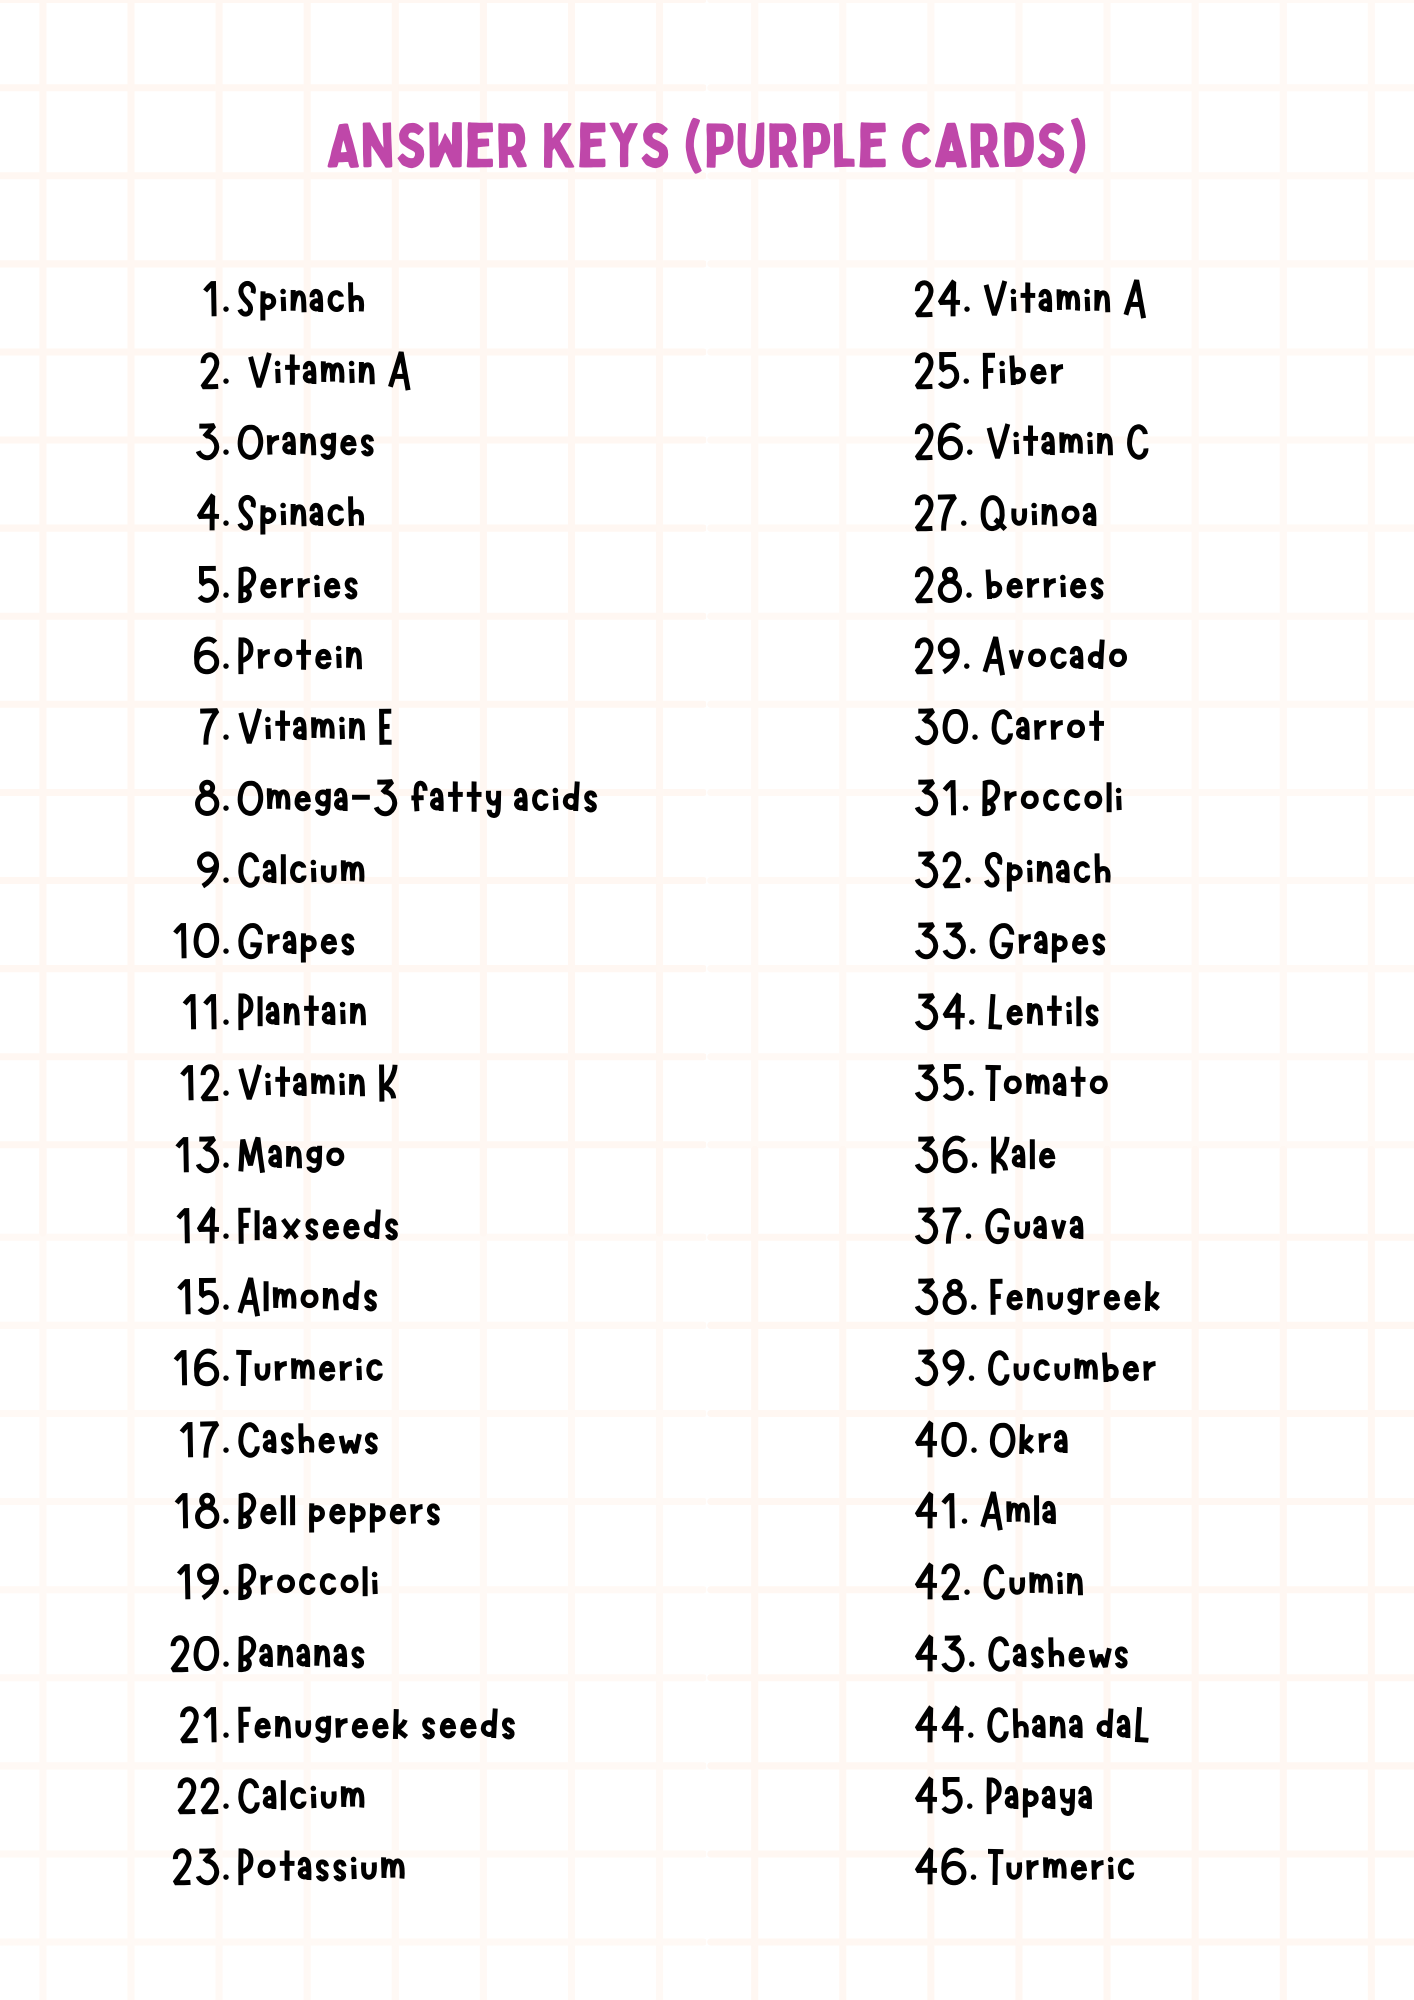 ANSWER KEYS (PURPLE CARDS)
1. Spinach
2. Vitamin A
3. Oranges
4. Spinach
5. Berries
6. Protein
7. Vitamin E
8. Omega-3 fatty acids
9. Calcium
10. Grapes
11. Plantain
12. Vitamin K
13. Mango
14. Flaxseeds
15. Almonds
16. Turmeric
17. Cashews
18. Bell peppers
19. Broccoli
20. Bananas
21. Fenugreek seeds
22. Calcium
23. Potassium
24. Vitamin A
25. Fiber
26. Vitamin C
27. Quinoa
28. berries
29. Avocado
30. Carrot
31. Broccoli
32. Spinach
33. Grapes
34. Lentils
35. Tomato
36. Kale
37. Guava
38. Fenugreek
39. Cucumber
40. Okra
41. Amla
42. Cumin
43. Cashews
44. Chana daL
45. Papaya
46. Turmeric